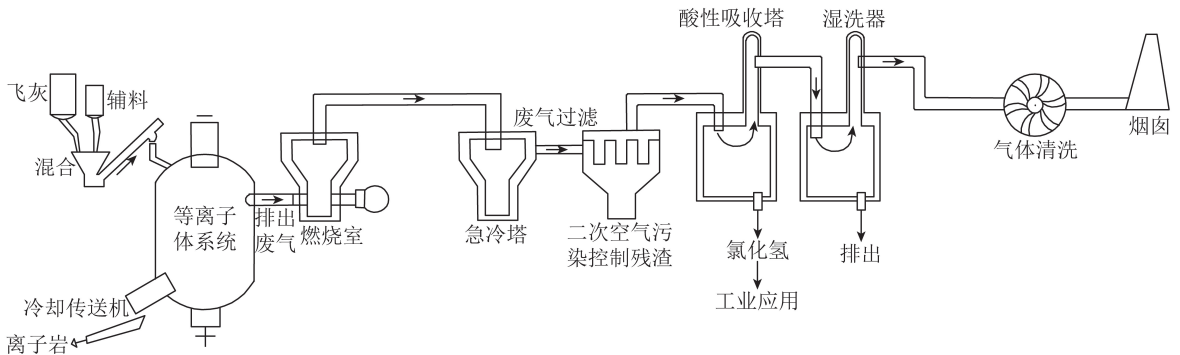 酸性吸收塔
湿洗器
飞灰
辅料
废气过滤
混合
烟囱
气体清洗
等离子
体系统
排出
废气
燃烧室
急冷塔
二次空气污
染控制残渣
氯化氢
排出
冷却传送机
工业应用
离子岩